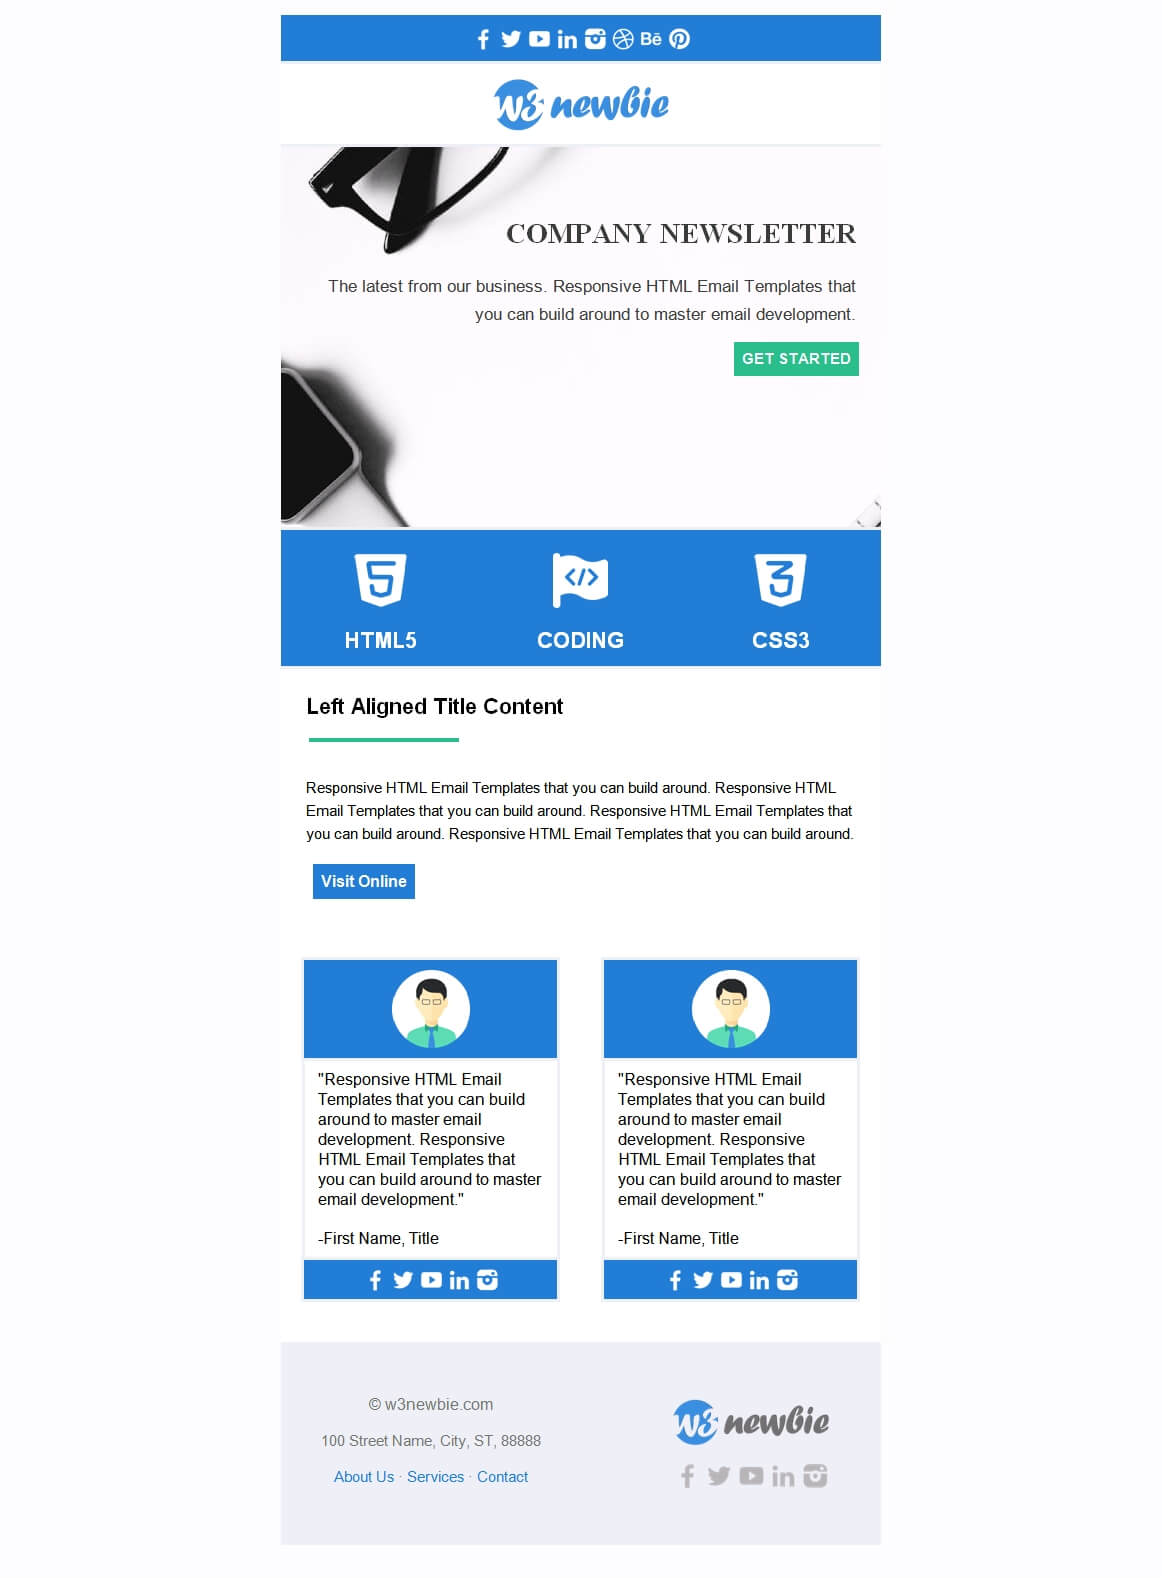 Bē
w3 newbie
COMPANY NEWSLETTER
The latest from our business. Responsive HTML Email Templates that
you can build around to master email development.
GET STARTED
5
</>
3
HTML5
CODING
CSS3
Left Aligned Title Content
Responsive HTML Email Templates that you can build around. Responsive HTML
Email Templates that you can build around. Responsive HTML Email Templates that
you can build around. Responsive HTML Email Templates that you can build around.
Visit Online
"Responsive HTML Email
Templates that you can build
around to master email
development. Responsive
HTML Email Templates that
you can build around to master
email development."
-First Name, Title
"Responsive HTML Email
Templates that you can build
around to master email
development. Responsive
HTML Email Templates that
you can build around to master
email development."
-First Name, Title
© w3newbie.com
100 Street Name, City, ST, 88888
About Us · Services · Contact
w3 newbie